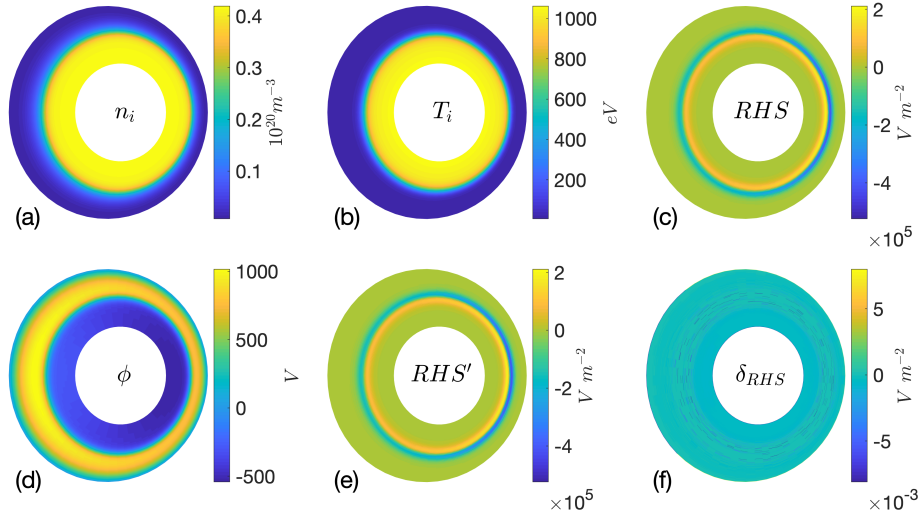 0.4
0.3
0.2
0.1
10^{20}m^{-3}
n_i
(a)
1000
800
600
400
200
eV
T_i
(b)
2
0
-2
-4
×10^5
V m^{-2}
RHS
(c)
1000
500
0
-500
V
ϕ
(d)
2
0
-2
-4
×10^5
V m^{-2}
RHS′
(e)
5
0
-5
×10^{-3}
V m^{-2}
δ_{RHS}
(f)